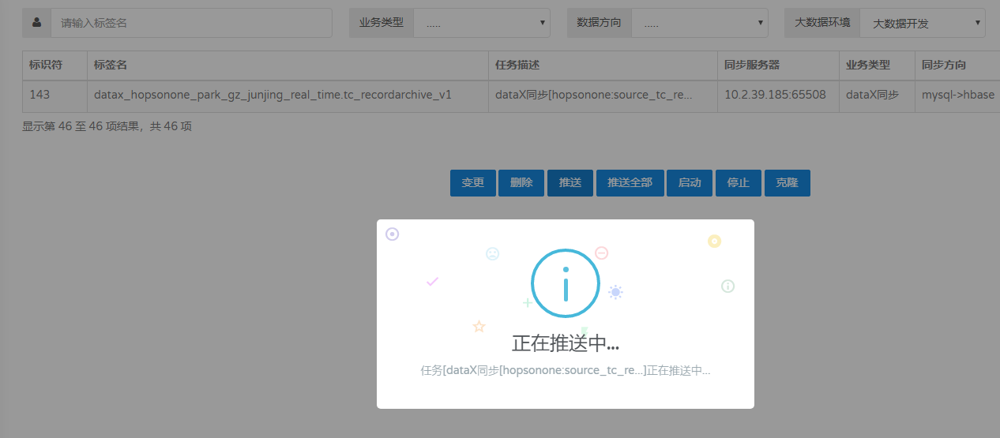 请输入标签名 业务类型 ..... 数据方向 ..... 大数据环境 大数据开发
标识符 标签名 任务描述 同步服务器 业务类型 同步方向
143 datax_hopsonone_park_gz_junjing_real_time.tc_recordarchive_v1 dataX同步[hopsonone:source_tc_re... 10.2.39.185:65508 dataX同步 mysql->hbase
显示第 46 至 46 项结果，共 46 项
变更 删除 推送 推送全部 启动 停止 克隆
正在推送中...
任务[dataX同步[hopsonone:source_tc_re...]正在推送中...